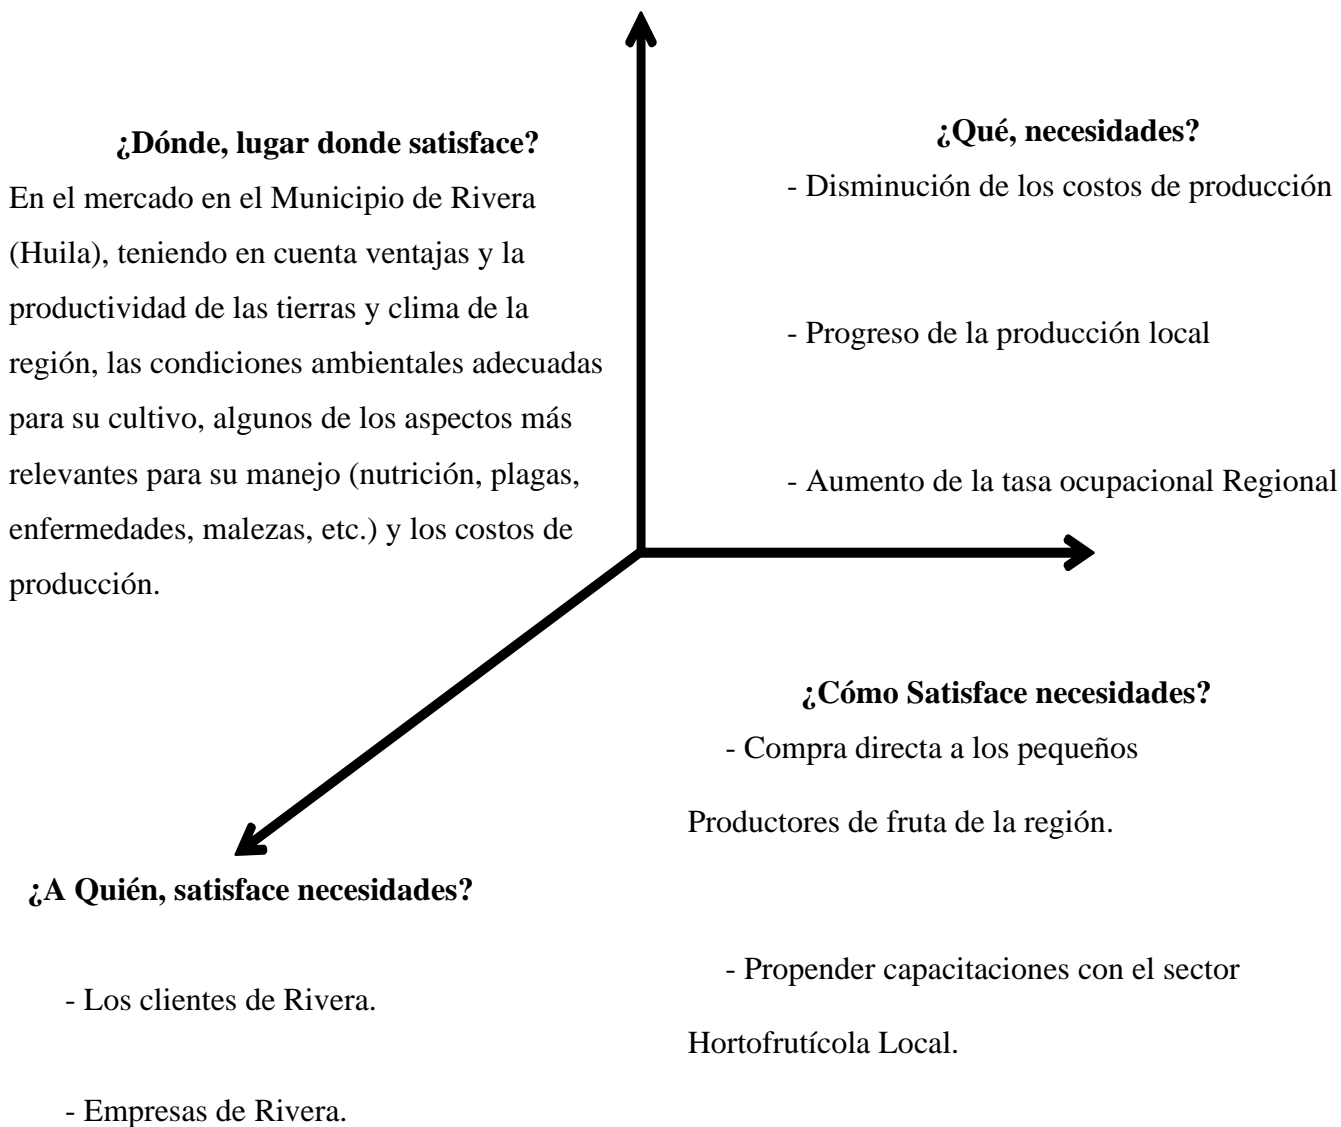 ¿Dónde, lugar donde satisface?
En el mercado en el Municipio de Rivera
(Huila), teniendo en cuenta ventajas y la
productividad de las tierras y clima de la
región, las condiciones ambientales adecuadas
para su cultivo, algunos de los aspectos más
relevantes para su manejo (nutrición, plagas,
enfermedades, malezas, etc.) y los costos de
producción.
¿Qué, necesidades?
- Disminución de los costos de producción
- Progreso de la producción local
- Aumento de la tasa ocupacional Regional
¿A Quién, satisface necesidades?
- Los clientes de Rivera.
- Empresas de Rivera.
¿Cómo Satisface necesidades?
- Compra directa a los pequeños
Productores de fruta de la región.
- Propender capacitaciones con el sector
Hortofrutícola Local.